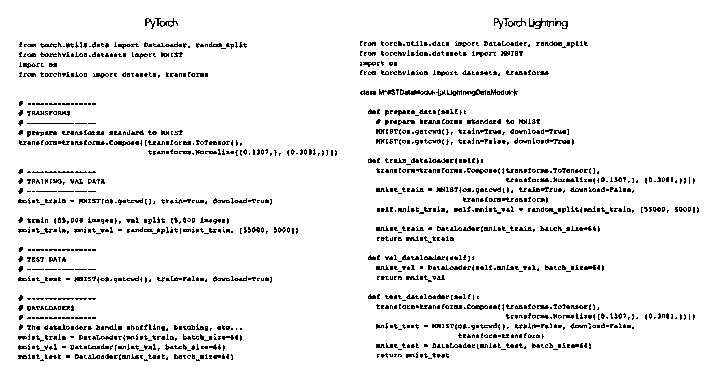 PyTorch
from torch.utils.data import DataLoader, random_split
from torchvision.datasets import MNIST
import os
from torchvision import datasets, transforms
# ----------------
# TRANSFORMS
# ----------------
# prepare transforms standard to MNIST
transform=transforms.Compose([transforms.ToTensor(),
transforms.Normalize((0.1307,), (0.3081,))])
# ----------------
# TRAINING, VAL DATA
# ----------------
mnist_train = MNIST(os.getcwd(), train=True, download=True)
# train (55,000 images), val split (5,000 images)
mnist_train, mnist_val = random_split(mnist_train, [55000, 5000])
# ----------------
# TEST DATA
# ----------------
mnist_test = MNIST(os.getcwd(), train=False, download=True)
# ----------------
# DATALOADERS
# ----------------
# The dataloaders handle shuffling, batching, etc...
mnist_train = DataLoader(mnist_train, batch_size=64)
mnist_val = DataLoader(mnist_val, batch_size=64)
mnist_test = DataLoader(mnist_test, batch_size=64)
PyTorch Lightning
from torch.utils.data import DataLoader, random_split
from torchvision.datasets import MNIST
import os
from torchvision import datasets, transforms
class MNISTDataModule(pl.LightningDataModule):
def prepare_data(self):
# prepare transforms standard to MNIST
MNIST(os.getcwd(), train=True, download=True)
MNIST(os.getcwd(), train=False, download=True)
def train_dataloader(self):
transform=transforms.Compose([transforms.ToTensor(),
transforms.Normalize((0.1307,), (0.3081,))])
mnist_train = MNIST(os.getcwd(), train=True, download=False,
transform=transform)
self.mnist_train, self.mnist_val = random_split(mnist_train, [55000, 5000])
mnist_train = DataLoader(mnist_train, batch_size=64)
return mnist_train
def val_dataloader(self):
mnist_val = DataLoader(self.mnist_val, batch_size=64)
return mnist_val
def test_dataloader(self):
transform=transforms.Compose([transforms.ToTensor(),
transforms.Normalize((0.1307,), (0.3081,))])
mnist_test = MNIST(os.getcwd(), train=False, download=False,
transform=transform)
mnist_test = DataLoader(mnist_test, batch_size=64)
return mnist_test